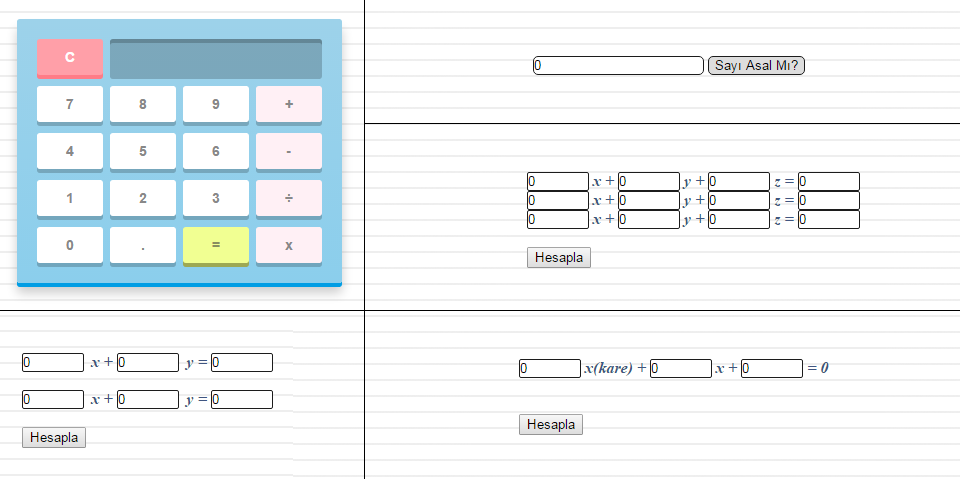 C
7 8 9 +
4 5 6 -
1 2 3 ÷
0 . = x
0 Sayı Asal Mı?
0 x + 0 y + 0 z = 0
0 x + 0 y + 0 z = 0
0 x + 0 y + 0 z = 0
Hesapla
0 x + 0 y = 0
0 x + 0 y = 0
Hesapla
0 x(kare) + 0 x + 0 = 0
Hesapla